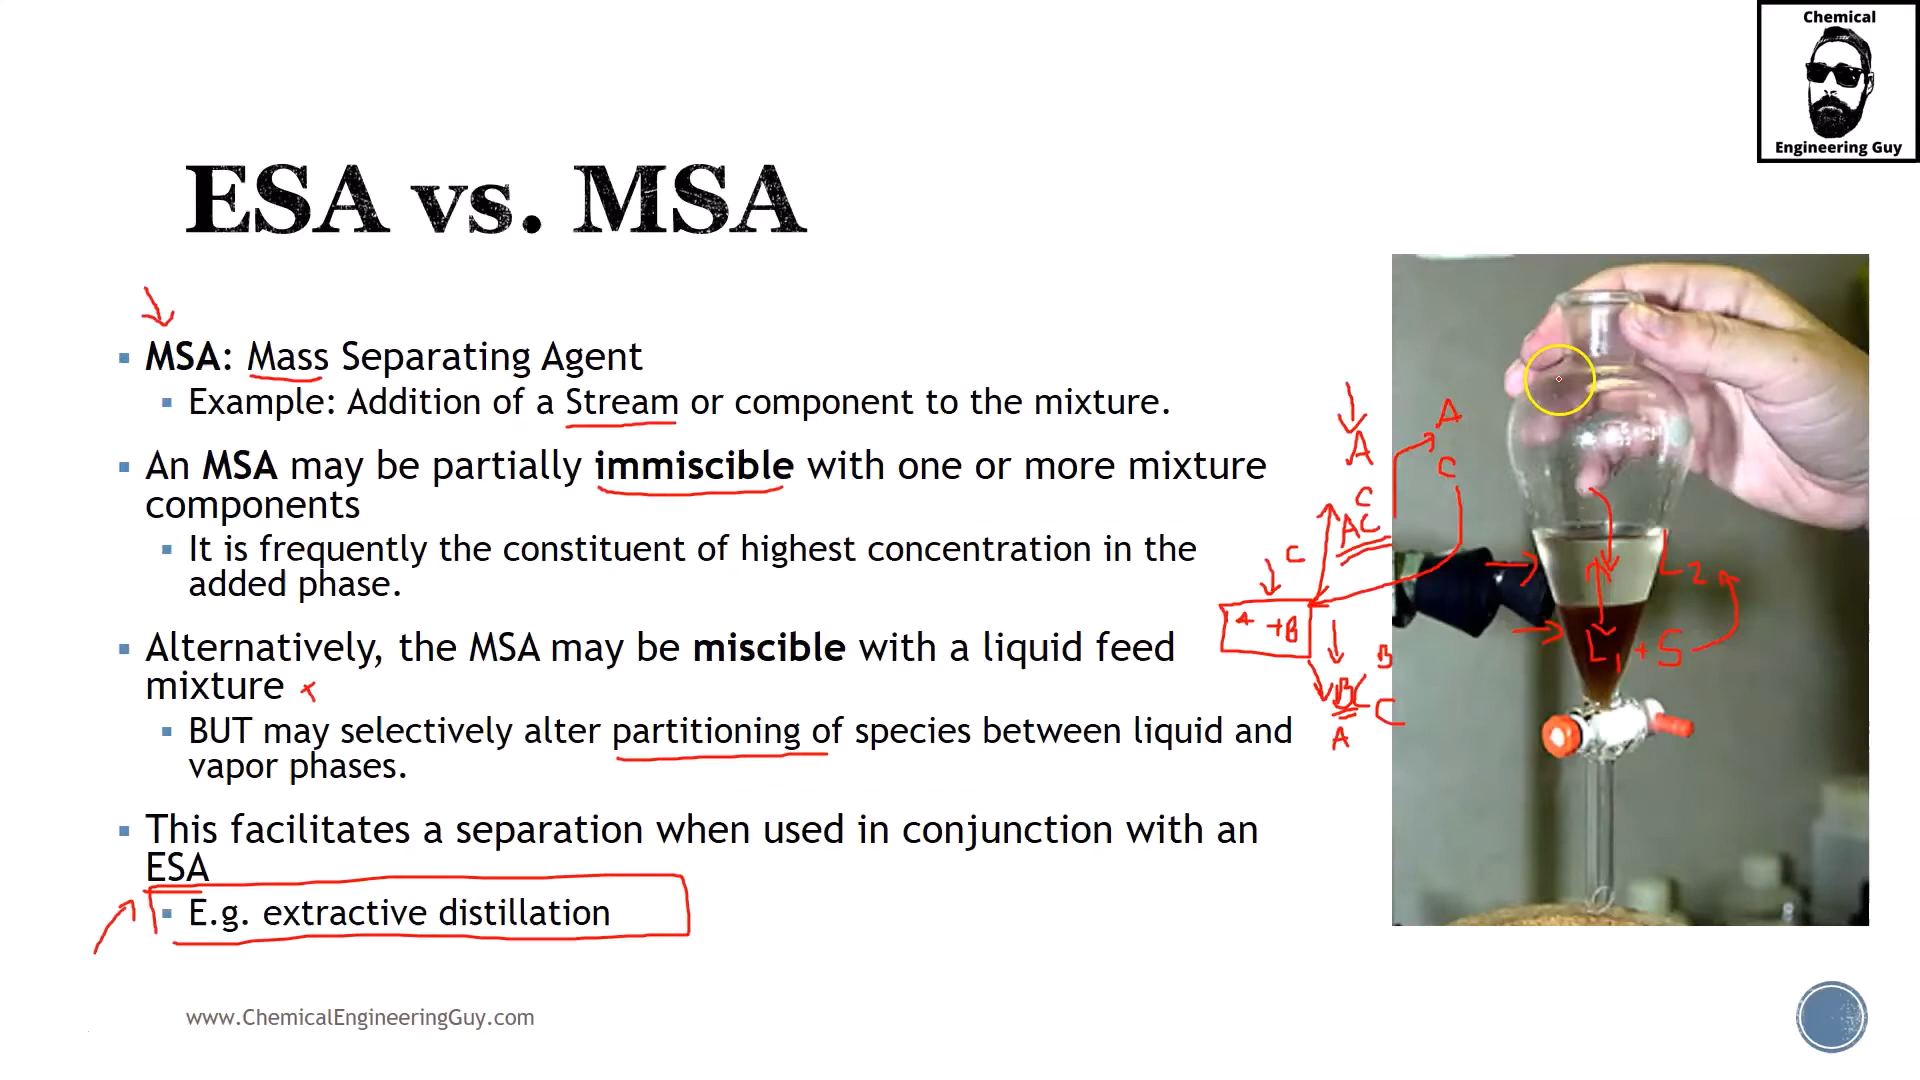 Chemical
Engineering Guy
ESA vs. MSA
MSA: Mass Separating Agent
Example: Addition of a Stream or component to the mixture.
An MSA may be partially immiscible with one or more mixture
components
It is frequently the constituent of highest concentration in the
added phase.
Alternatively, the MSA may be miscible with a liquid feed
mixture
BUT may selectively alter partitioning of species between liquid and
vapor phases.
This facilitates a separation when used in conjunction with an
ESA
E.g. extractive distillation
A
A
C
C
AC
C
A +B
B
BC
C
A
L2
L1 + S
www.ChemicalEngineeringGuy.com